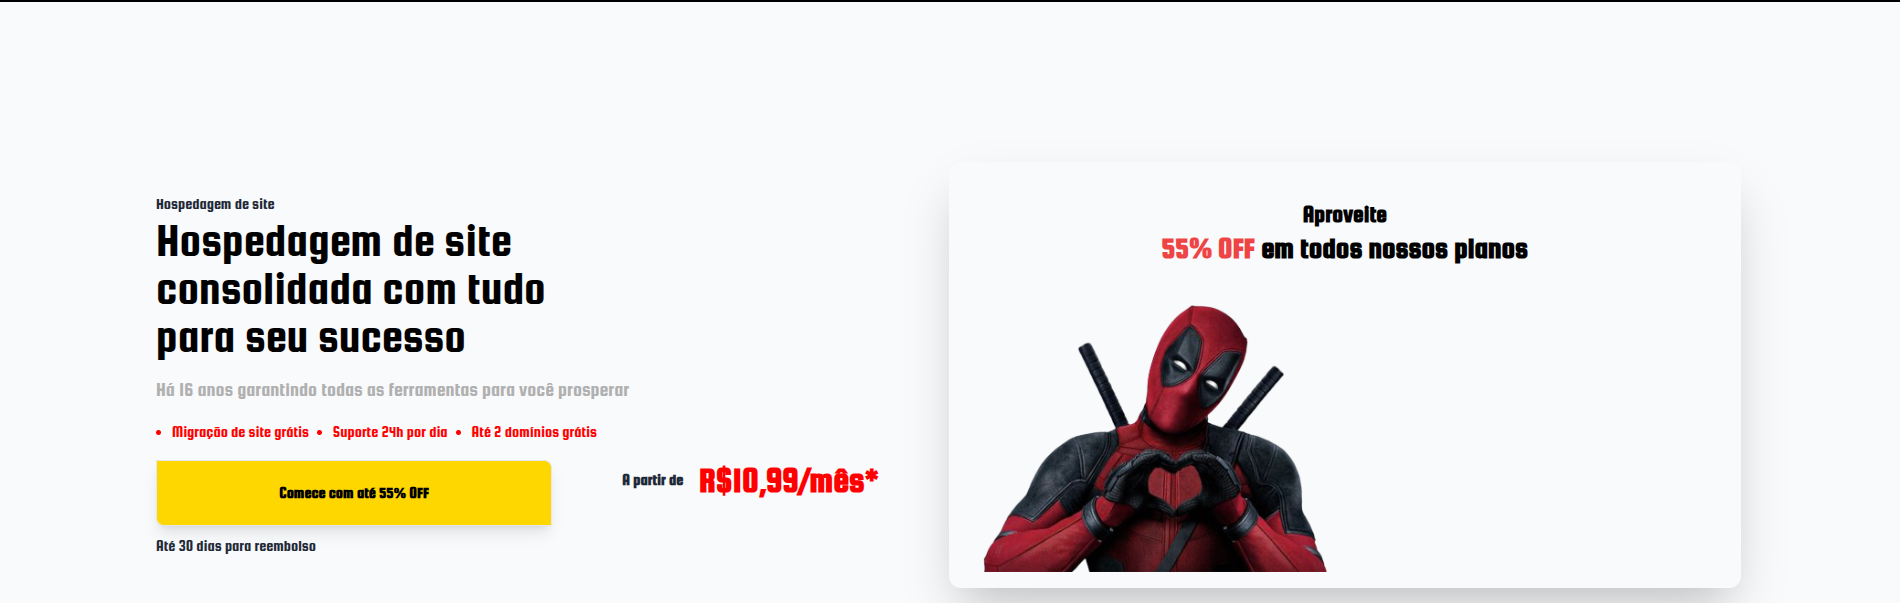 Hospedagem de site
Hospedagem de site
consolidada com tudo
para seu sucesso
Há 16 anos garantindo todas as ferramentas para você prosperar
• Migração de site grátis • Suporte 24h por dia • Até 2 domínios grátis
Comece com até 55% OFF
A partir de R$10,99/mês*
Até 30 dias para reembolso
Aproveite
55% OFF em todos nossos planos